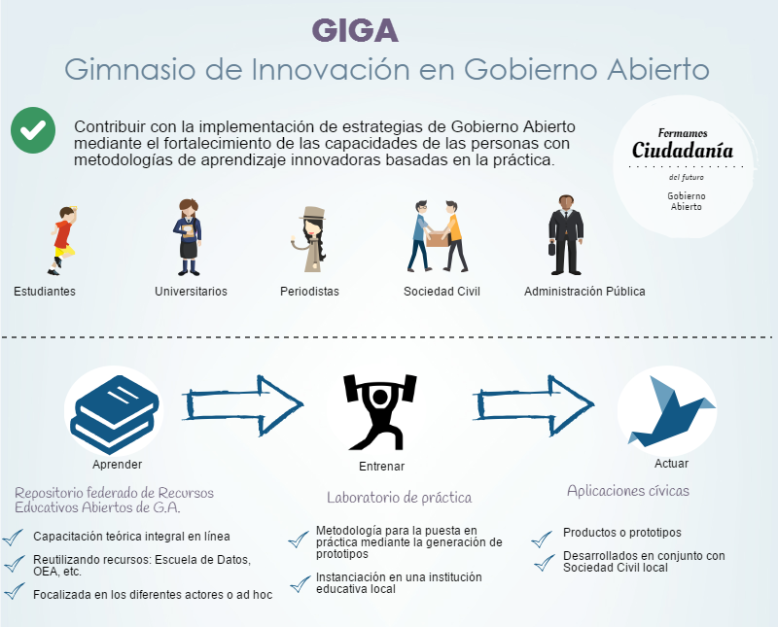 GIGA
Gimnasio de Innovación en Gobierno Abierto
Contribuir con la implementación de estrategias de Gobierno Abierto
mediante el fortalecimiento de las capacidades de las personas con
metodologías de aprendizaje innovadoras basadas en la práctica.
Formamos
Ciudadanía
del futuro
Gobierno
Abierto
Estudiantes
Universitarios
Periodistas
Sociedad Civil
Administración Pública
Aprender
Entrenar
Actuar
Repositorio federado de Recursos
Educativos Abiertos de G.A.
Capacitación teórica integral en línea
Reutilizando recursos: Escuela de Datos,
OEA, etc.
Focalizada en los diferentes actores o ad hoc
Laboratorio de práctica
Metodología para la puesta en
práctica mediante la generación de
prototipos
Instanciación en una institución
educativa local
Aplicaciones cívicas
Productos o prototipos
Desarrollados en conjunto con
Sociedad Civil local